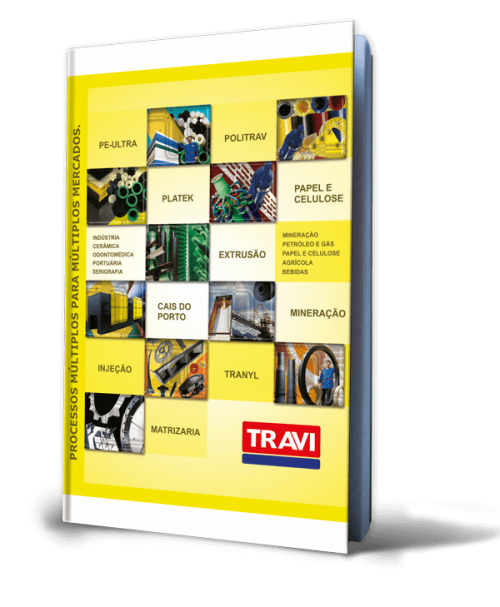 PROCESSOS MÚLTIPLOS PARA MÚLTIPLOS MERCADOS.
PE-ULTRA
POLITRAV
PLATEK
PAPEL E
CELULOSE
INDÚSTRIA
CERÂMICA
ODONTOMÉDICA
PORTUÁRIA
SERIGRAFIA
EXTRUSÃO
MINERAÇÃO
PETRÓLEO E GÁS
PAPEL E CELULOSE
AGRÍCOLA
BEBIDAS
CAIS DO
PORTO
MINERAÇÃO
INJEÇÃO
TRANYL
MATRIZARIA
TRAVI